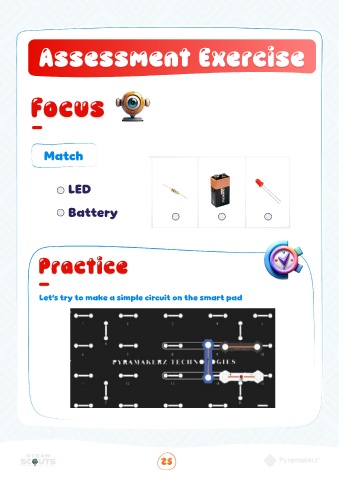 Assessment Exercise
Focus
Match
LED
Battery
Practice
Let's try to make a simple circuit on the smart pad
PYRAMAKERZ TECHNOLOGIES
SCOUTS
25
Pyramakerz